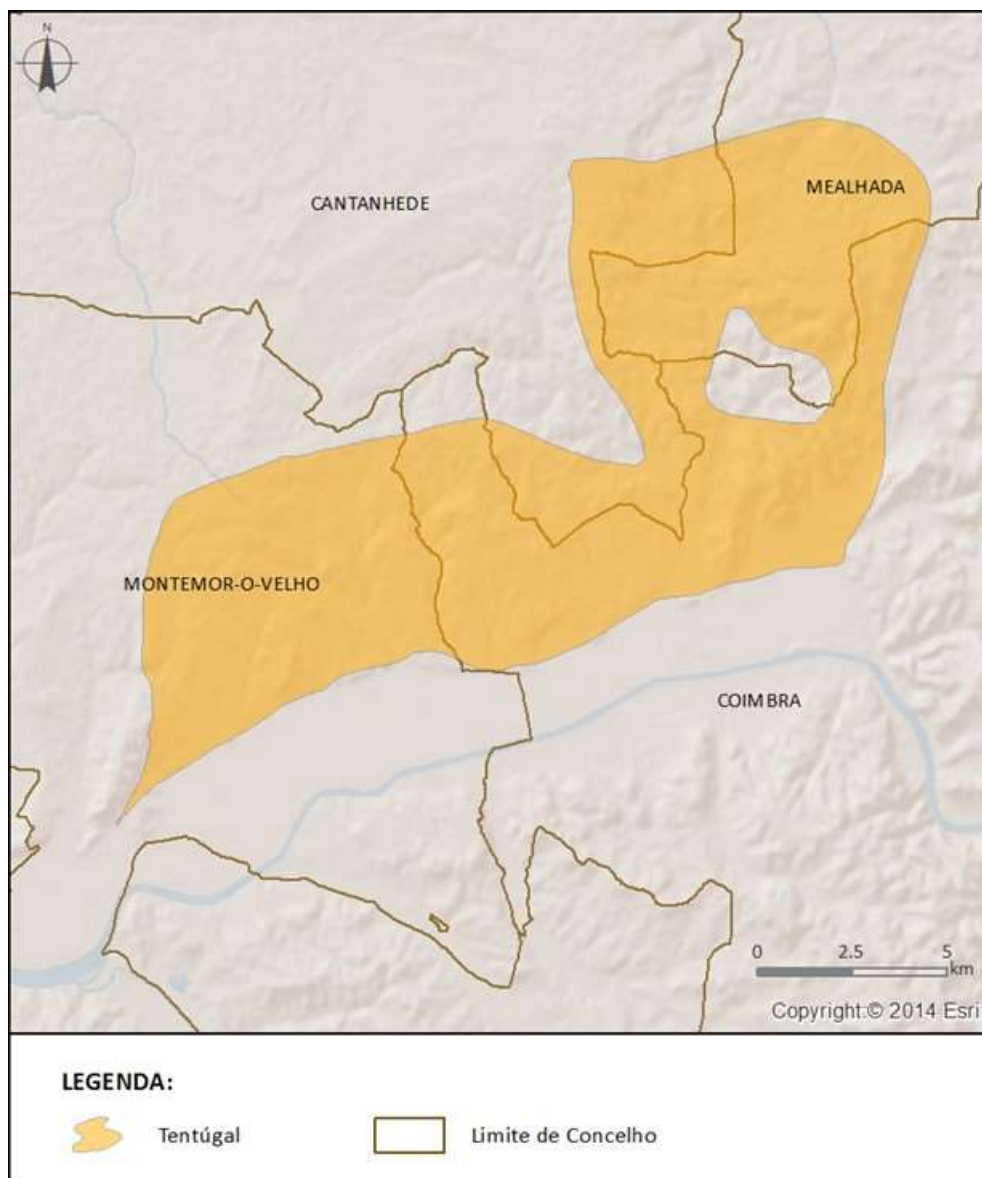 N
CANTANHEDE
MEALHADA
MONTEMOR-O-VELHO
COIMBRA
0 2.5 5
km
Copyright:© 2014 Esri
LEGENDA:
Tentúgal
Limite de Concelho